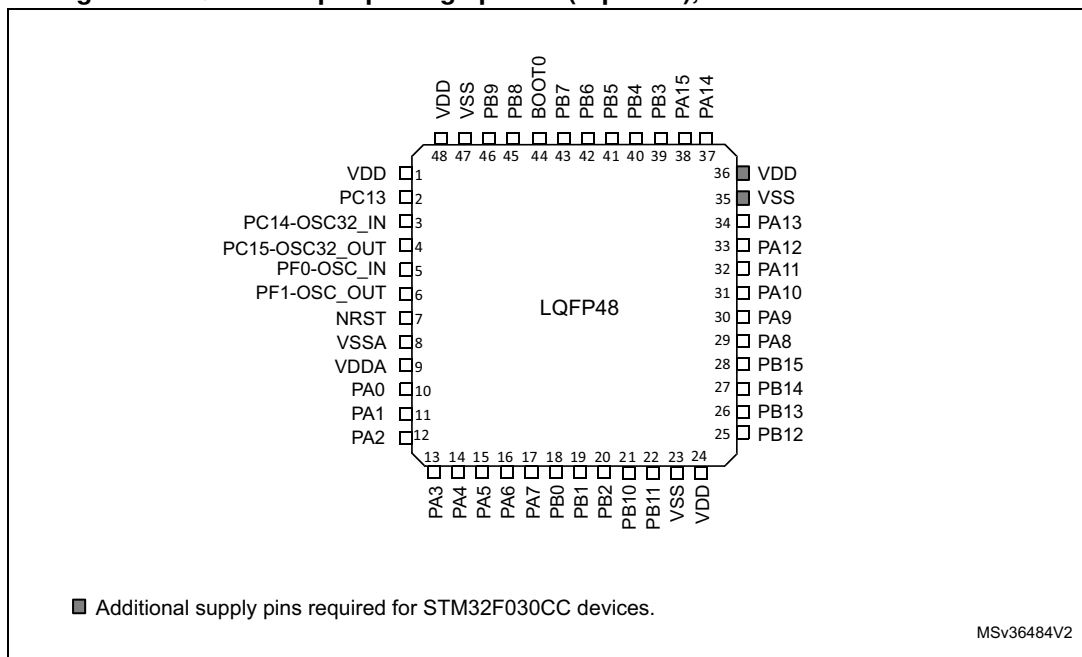 VDD
VSS
PB9
PB8
BOOT0
PB7
PB6
PB5
PB4
PB3
PA15
PA14
48 47 46 45 44 43 42 41 40 39 38 37
VDD 1 36 VDD
PC13 2 35 VSS
PC14-OSC32_IN 3 34 PA13
PC15-OSC32_OUT 4 33 PA12
PF0-OSC_IN 5 32 PA11
PF1-OSC_OUT 6 31 PA10
LQFP48
NRST 7 30 PA9
VSSA 8 29 PA8
VDDA 9 28 PB15
PA0 10 27 PB14
PA1 11 26 PB13
PA2 12 25 PB12
13 14 15 16 17 18 19 20 21 22 23 24
PA3
PA4
PA5
PA6
PA7
PB0
PB1
PB2
PB10
PB11
VSS
VDD
Additional supply pins required for STM32F030CC devices.
MSv36484V2